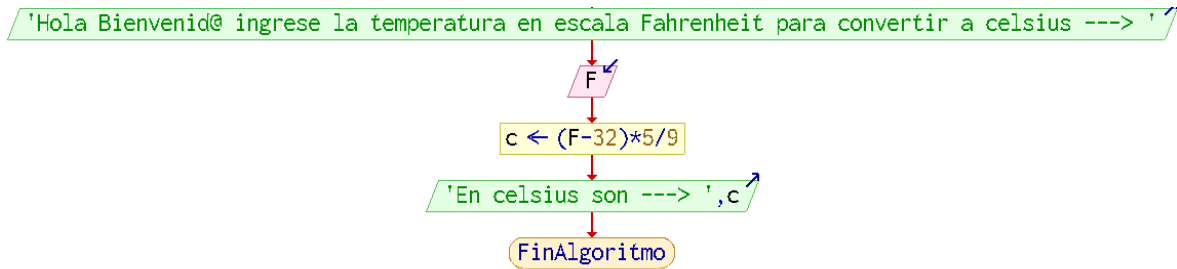 'Hola Bienvenid@ ingrese la temperatura en escala Fahrenheit para convertir a celsius ---> '
F
c ← (F-32)*5/9
'En celsius son ---> ',c
FinAlgoritmo